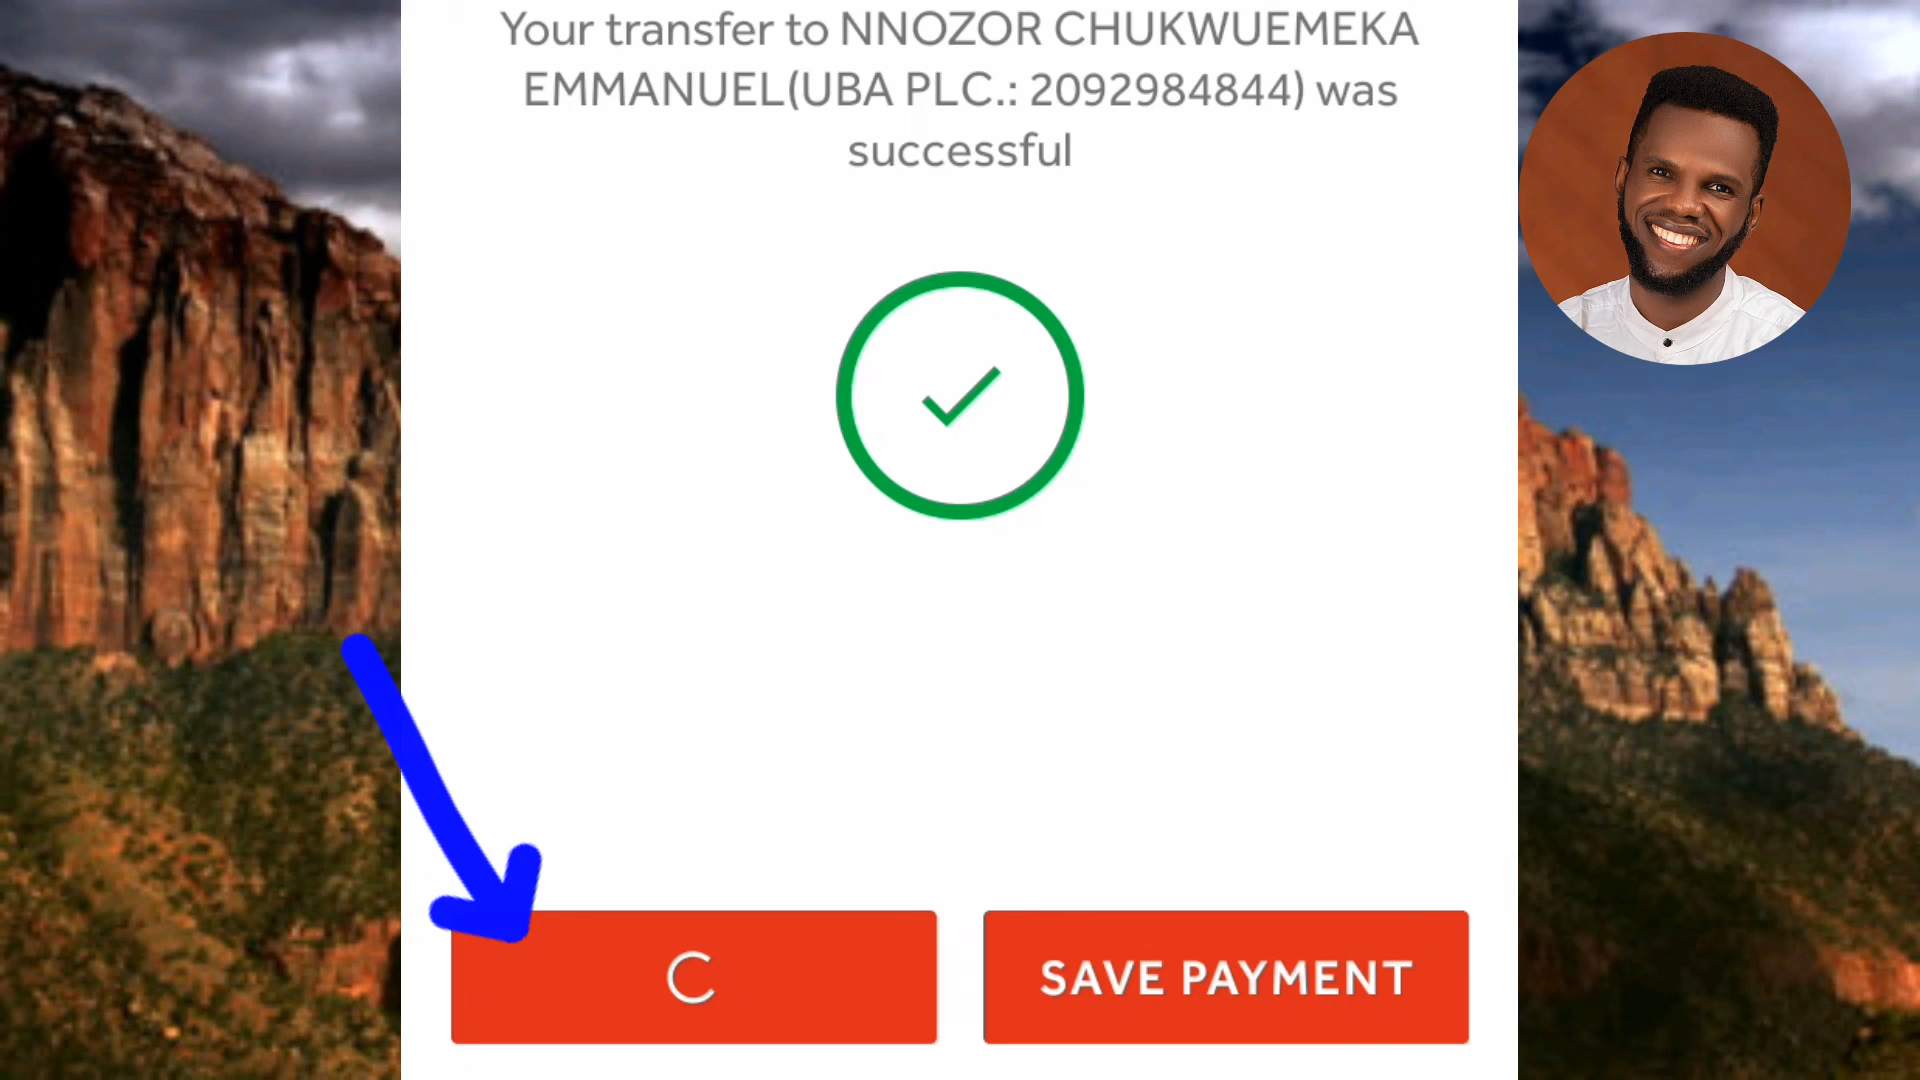 Your transfer to NNOZOR CHUKWUEMEKA
EMMANUEL(UBA PLC.: 2092984844) was
successful
SAVE PAYMENT